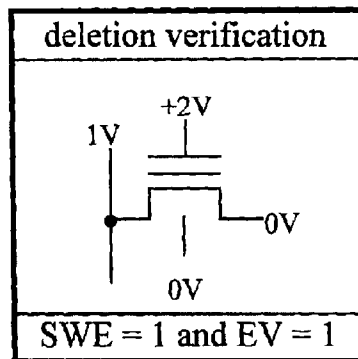 deletion verification
+2V
1V
0V
0V
SWE = 1 and EV = 1